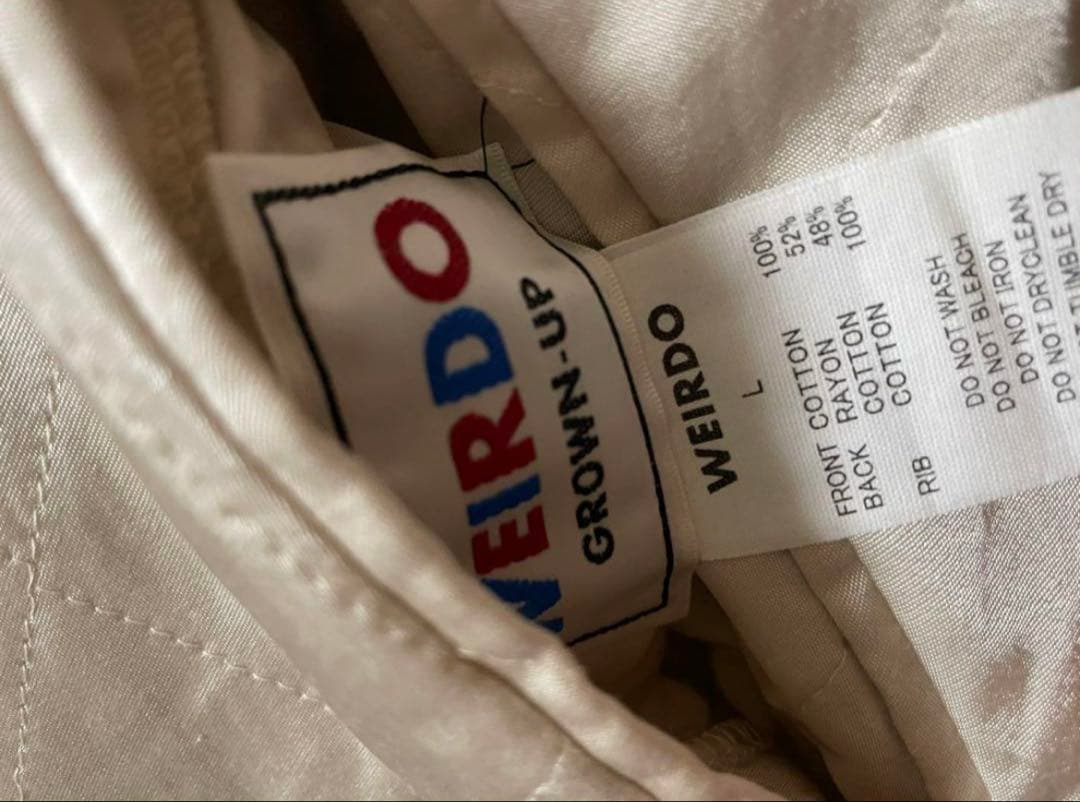 WEIRDO
GROWN-UP
WEIRDO
L
FRONT COTTON 100%
BACK RAYON 52%
COTTON 48%
RIB COTTON 100%
DO NOT WASH
DO NOT BLEACH
DO NOT IRON
DO NOT DRYCLEAN
DO NOT TUMBLE DRY